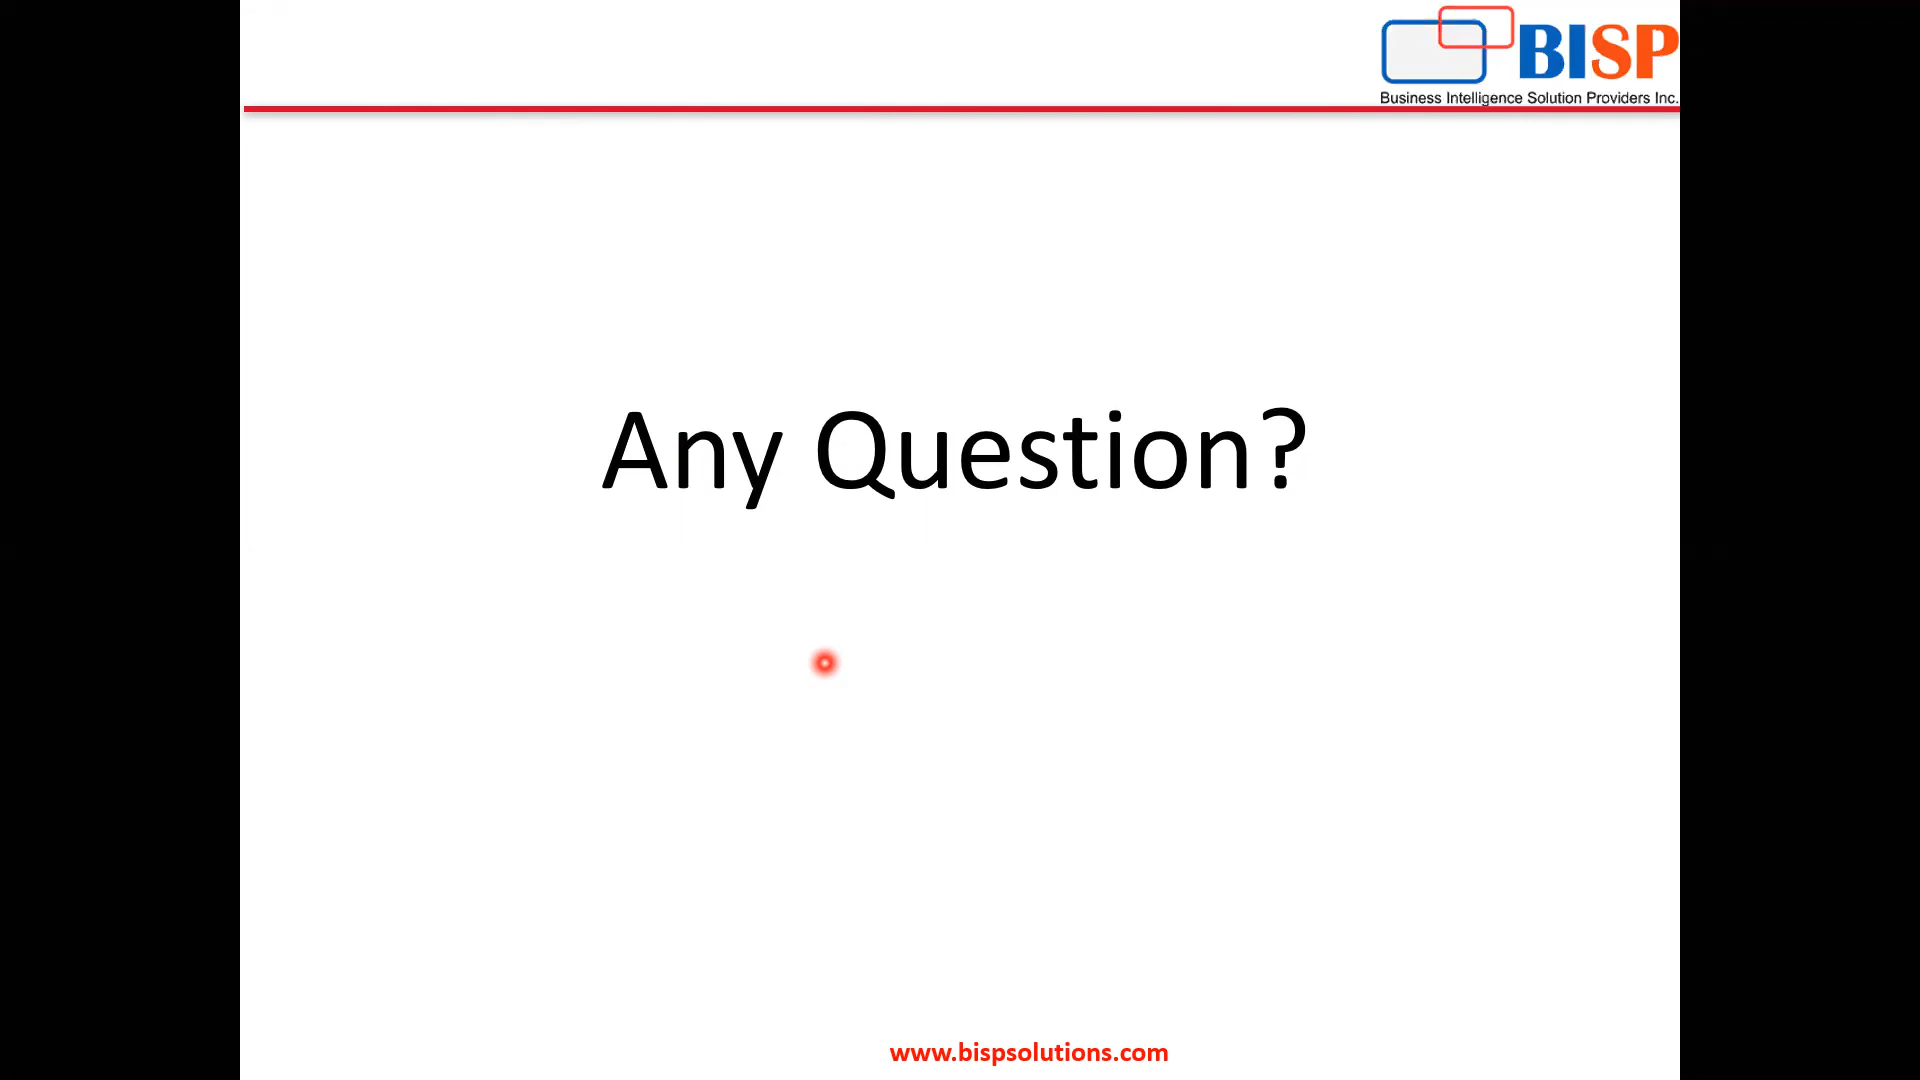 BISP
Business Intelligence Solution Providers Inc.
Any Question?
www.bispsolutions.com